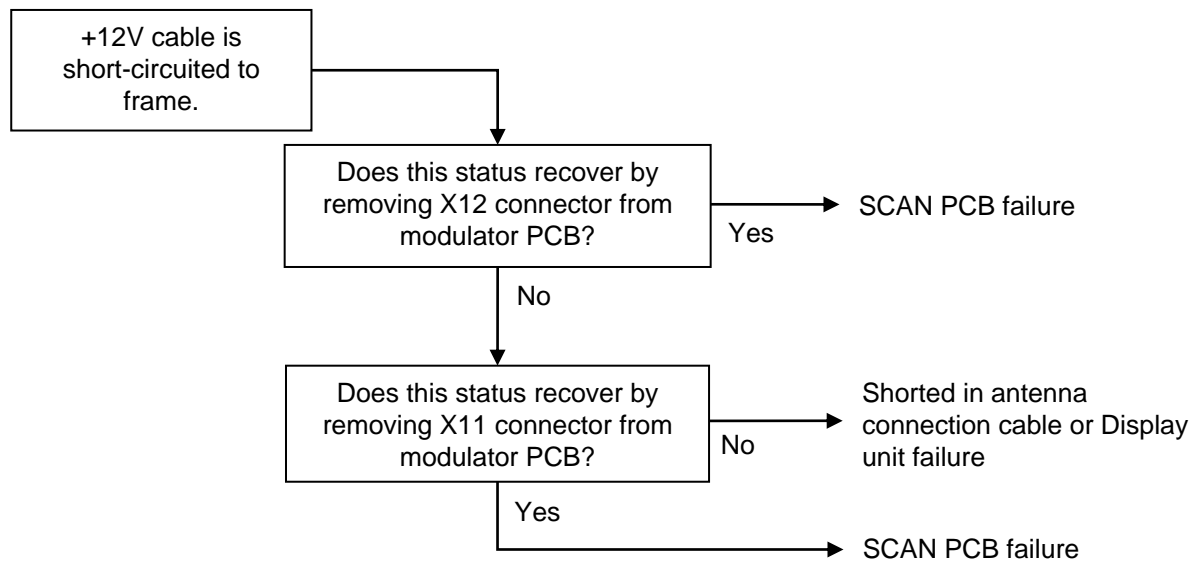 +12V cable is
short-circuited to
frame.
Does this status recover by
removing X12 connector from
modulator PCB?
Yes
SCAN PCB failure
No
Does this status recover by
removing X11 connector from
modulator PCB?
No
Shorted in antenna
connection cable or Display
unit failure
Yes
SCAN PCB failure